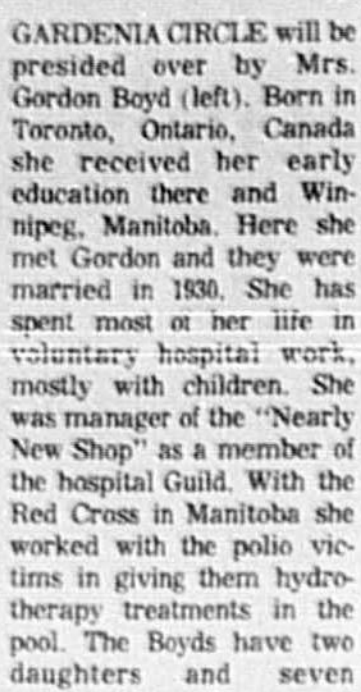 GARDENIA CIRCLE will be
presided over by Mrs.
Gordon Boyd (left). Born in
Toronto, Ontario, Canada
she received her early
education there and Win-
nipeg, Manitoba. Here she
met Gordon and they were
married in 1930. She has
spent most of her life in
voluntary hospital work,
mostly with children. She
was manager of the "Nearly
New Shop" as a member of
the hospital Guild. With the
Red Cross in Manitoba she
worked with the polio vic-
tims in giving them hydro-
therapy treatments in the
pool. The Boyds have two
daughters and seven